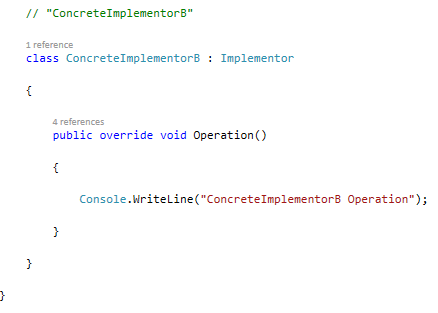 // "ConcreteImplementorB"
1 reference
class ConcreteImplementorB : Implementor
{
4 references
public override void Operation()
{
Console.WriteLine("ConcreteImplementorB Operation");
}
}
}